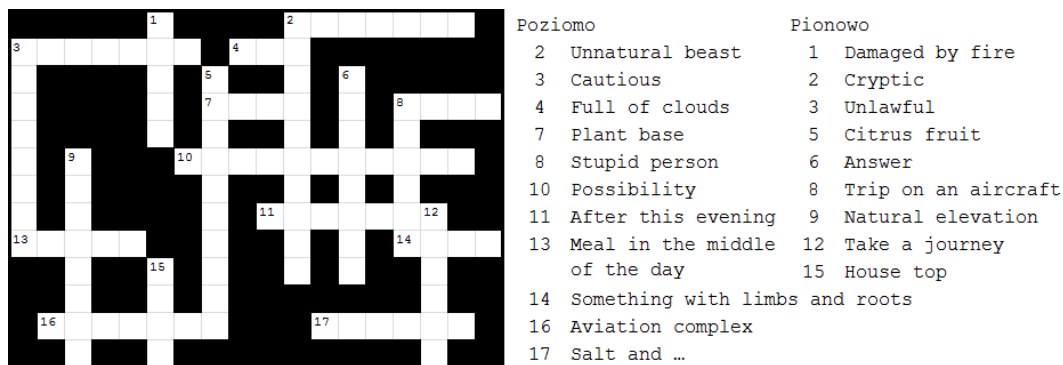 1
2
3
4
5
6
7
8
9
10
11
12
13
14
15
16
17
Poziomo
2 Unnatural beast
3 Cautious
4 Full of clouds
7 Plant base
8 Stupid person
10 Possibility
11 After this evening
13 Meal in the middle
of the day
14 Something with limbs and roots
16 Aviation complex
17 Salt and …
Pionowo
1 Damaged by fire
2 Cryptic
3 Unlawful
5 Citrus fruit
6 Answer
8 Trip on an aircraft
9 Natural elevation
12 Take a journey
15 House top